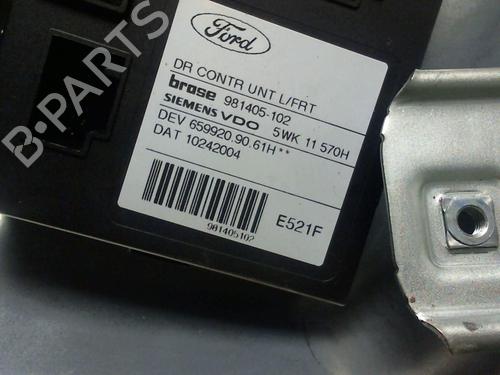 Ford
DR CONTR UNT L/FRT
brose 981405-102
SIEMENS VDO 5WK 11 570H
DEV 659920.90.61H**
DAT 10242004
981405102
E521F
B-PARTS